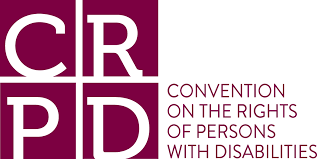 CR
PD
CONVENTION
ON THE RIGHTS
OF PERSONS
WITH DISABILITIES